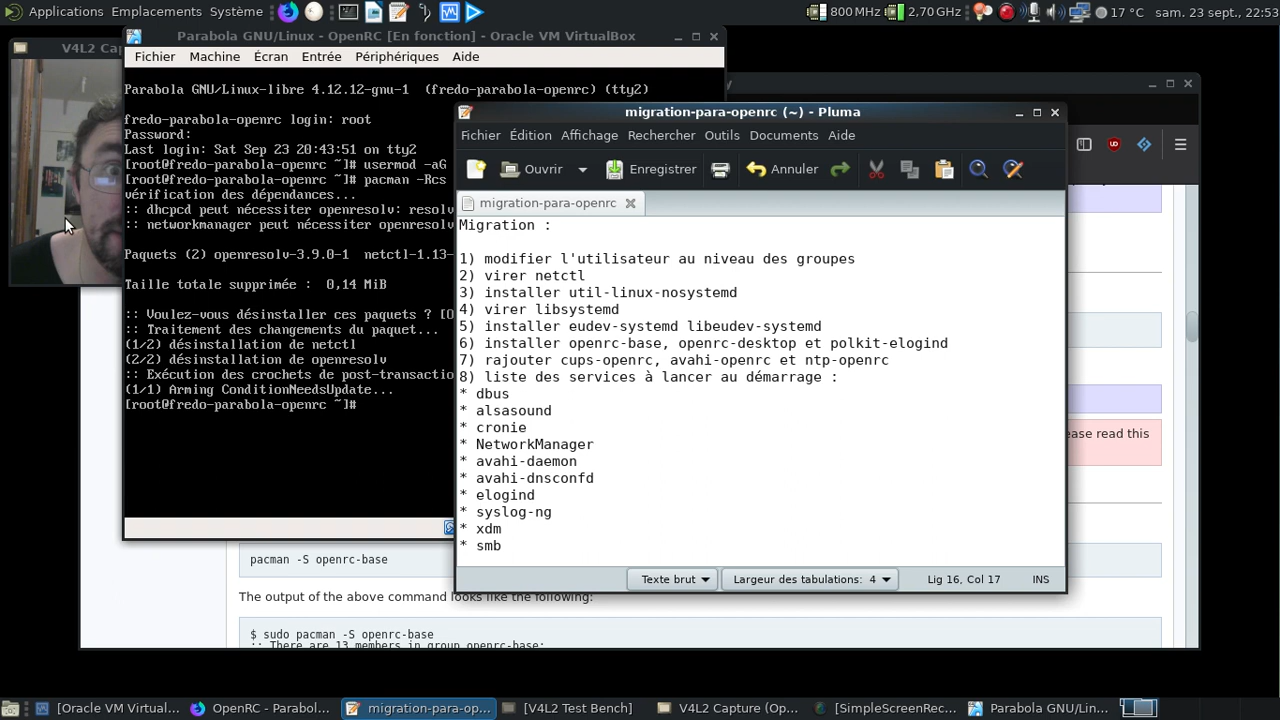 Applications Emplacements Système
800 MHz 2,70 GHz 17 °C sam. 23 sept., 22:53
V4L2 Cap
Parabola GNU/Linux - OpenRC [En fonction] - Oracle VM VirtualBox
Fichier Machine Écran Entrée Périphériques Aide
Parabola GNU/Linux-libre 4.12.12-gnu-1 (fredo-parabola-openrc) (tty2)
fredo-parabola-openrc login: root
Password:
Last login: Sat Sep 23 20:43:51 on tty2
[root@fredo-parabola-openrc ~]# usermod -aG
[root@fredo-parabola-openrc ~]# pacman -Rcs
vérification des dépendances...
:: dhcpcd peut nécessiter openresolv: resolv
:: networkmanager peut nécessiter openresolv
Paquets (2) openresolv-3.9.0-1 netctl-1.13-
Taille totale supprimée : 0,14 MiB
:: Voulez-vous désinstaller ces paquets ? [O
:: Traitement des changements du paquet...
(1/2) désinstallation de netctl
(2/2) désinstallation de openresolv
:: Exécution des crochets de post-transactio
(1/1) Arming ConditionNeedsUpdate...
[root@fredo-parabola-openrc ~]#
migration-para-openrc (~) - Pluma
Fichier Édition Affichage Rechercher Outils Documents Aide
Ouvrir Enregistrer Annuler
migration-para-openrc
Migration :
1) modifier l'utilisateur au niveau des groupes
2) virer netctl
3) installer util-linux-nosystemd
4) virer libsystemd
5) installer eudev-systemd libeudev-systemd
6) installer openrc-base, openrc-desktop et polkit-elogind
7) rajouter cups-openrc, avahi-openrc et ntp-openrc
8) liste des services à lancer au démarrage :
* dbus
* alsasound
* cronie
* NetworkManager
* avahi-daemon
* avahi-dnsconfd
* elogind
* syslog-ng
* xdm
* smb
Texte brut Largeur des tabulations: 4 Lig 16, Col 17 INS
ease read this
pacman -S openrc-base
The output of the above command looks like the following:
$ sudo pacman -S openrc-base
:: There are 13 members in group openrc-base:
[Oracle VM Virtual... OpenRC - Parabol... migration-para-op... [V4L2 Test Bench] V4L2 Capture (Op... [SimpleScreenRec... Parabola GNU/Lin...